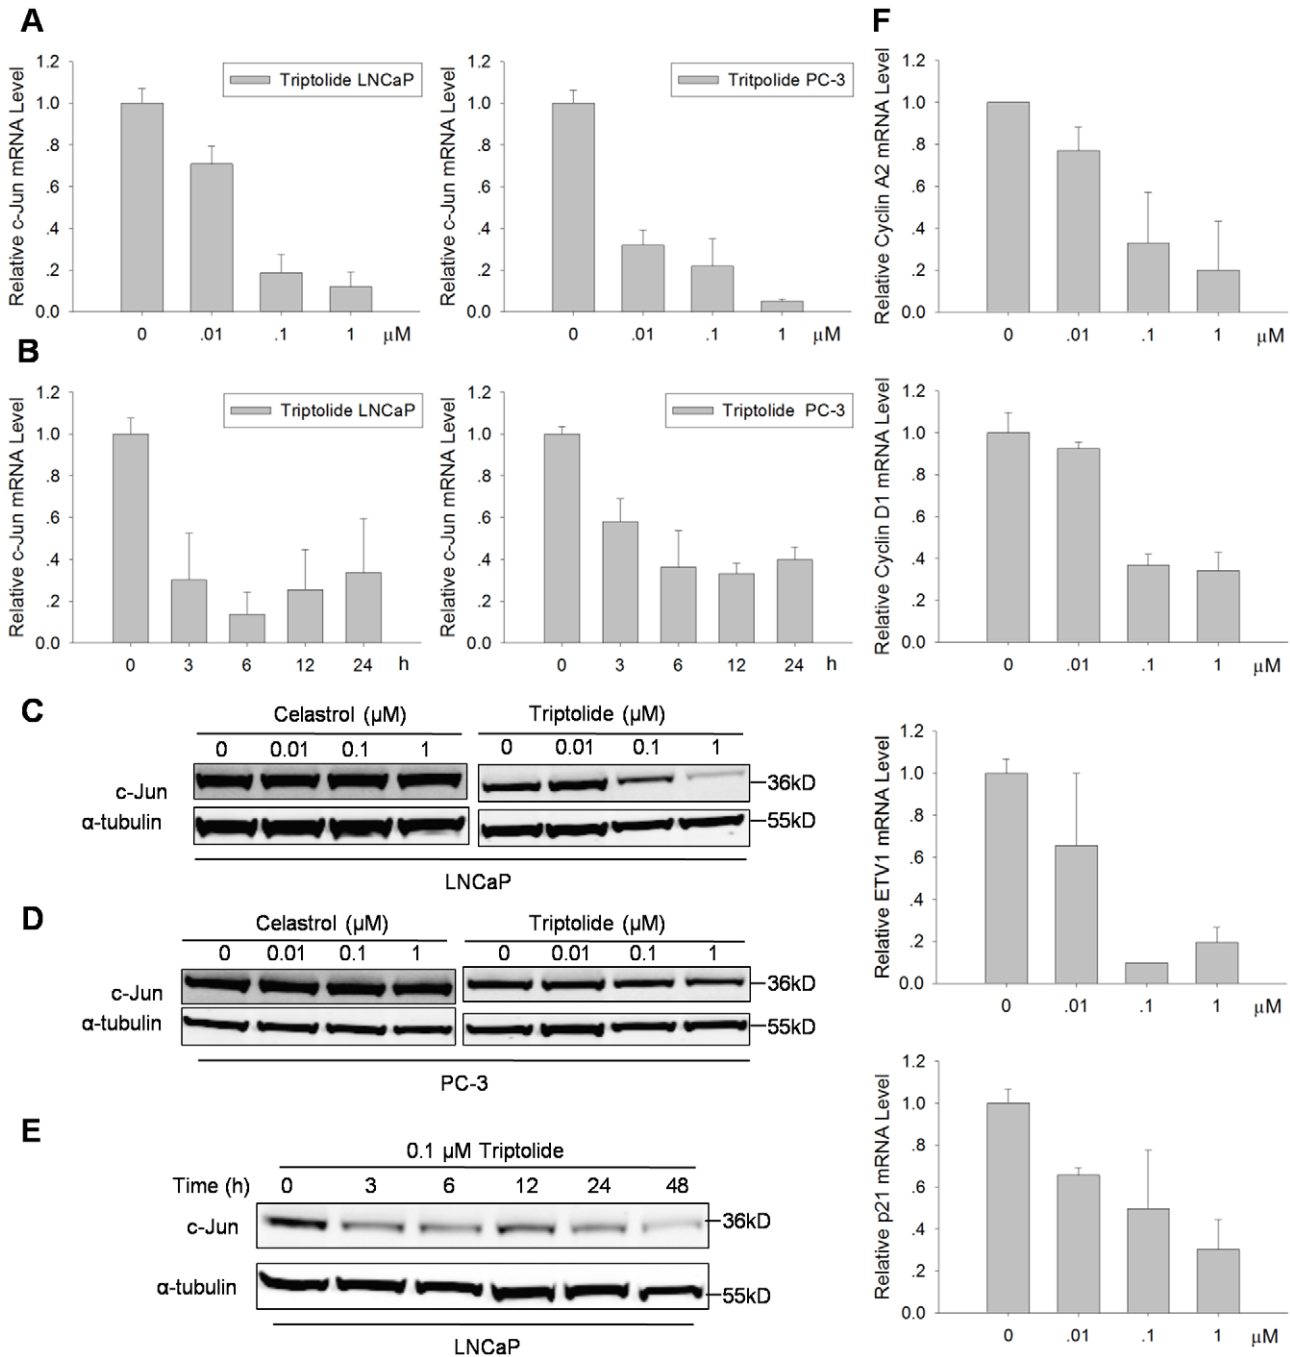 A
Relative c-Jun mRNA Level
1.2
1.0
.8
.6
.4
.2
0.0
Triptolide LNCaP
0 .01 .1 1 μM
Relative c-Jun mRNA Level
1.2
1.0
.8
.6
.4
.2
0.0
Tritpolide PC-3
0 .01 .1 1 μM
B
Relative c-Jun mRNA Level
1.2
1.0
.8
.6
.4
.2
0.0
Triptolide LNCaP
0 3 6 12 24 h
Relative c-Jun mRNA Level
1.2
1.0
.8
.6
.4
.2
0.0
Triptolide PC-3
0 3 6 12 24 h
C
Celastrol (μM) Triptolide (μM)
0 0.01 0.1 1 0 0.01 0.1 1
c-Jun 36kD
α-tubulin 55kD
LNCaP
D
Celastrol (μM) Triptolide (μM)
0 0.01 0.1 1 0 0.01 0.1 1
c-Jun 36kD
α-tubulin 55kD
PC-3
E
0.1 μM Triptolide
Time (h) 0 3 6 12 24 48
c-Jun 36kD
α-tubulin 55kD
LNCaP
F
Relative Cyclin A2 mRNA Level
1.2
1.0
.8
.6
.4
.2
0.0
0 .01 .1 1 μM
Relative Cyclin D1 mRNA Level
1.2
1.0
.8
.6
.4
.2
0.0
0 .01 .1 1 μM
Relative ETV1 mRNA Level
1.2
1.0
.8
.6
.4
.2
0.0
0 .01 .1 1 μM
Relative p21 mRNA Level
1.2
1.0
.8
.6
.4
.2
0.0
0 .01 .1 1 μM